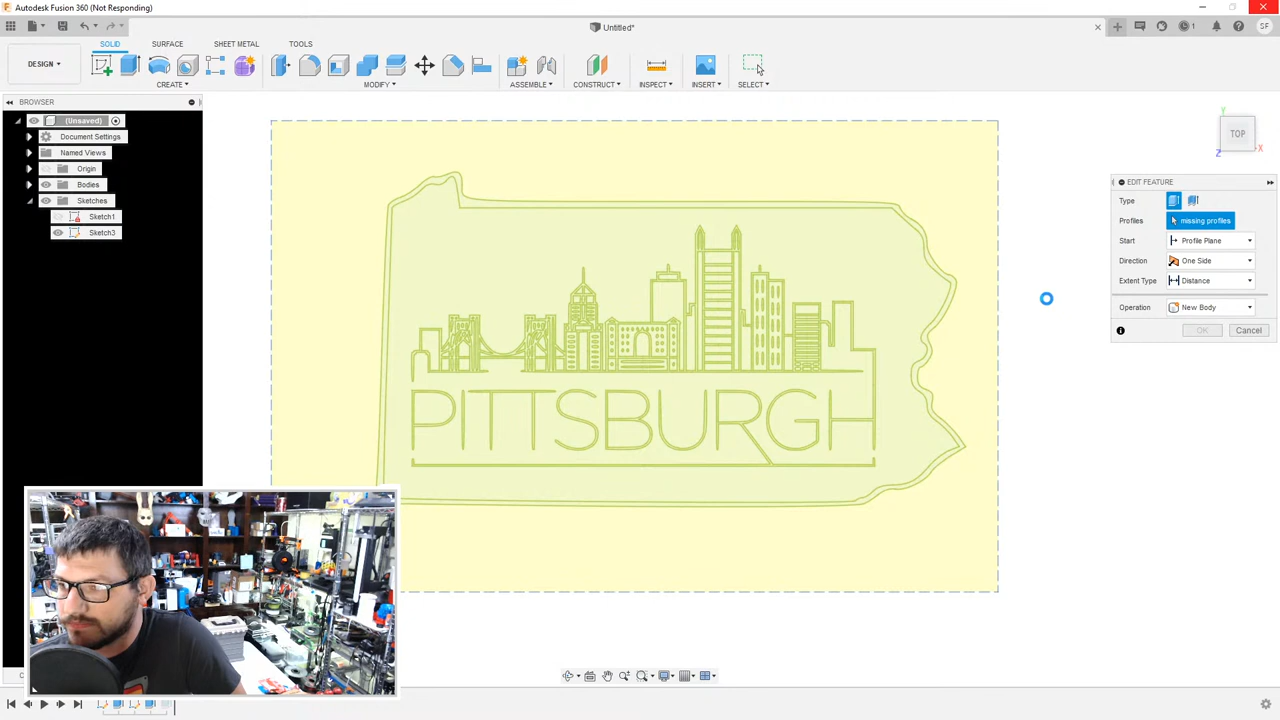 Autodesk Fusion 360 (Not Responding)
Untitled*
1
SF
DESIGN
SOLID
SURFACE
SHEET METAL
TOOLS
CREATE
MODIFY
ASSEMBLE
CONSTRUCT
INSPECT
INSERT
SELECT
BROWSER
(Unsaved)
Document Settings
Named Views
Origin
Bodies
Sketches
Sketch1
Sketch3
PITTSBURGH
Y
TOP
X
Z
EDIT FEATURE
Type
Profiles missing profiles
Start Profile Plane
Direction One Side
Extent Type Distance
Operation New Body
OK Cancel